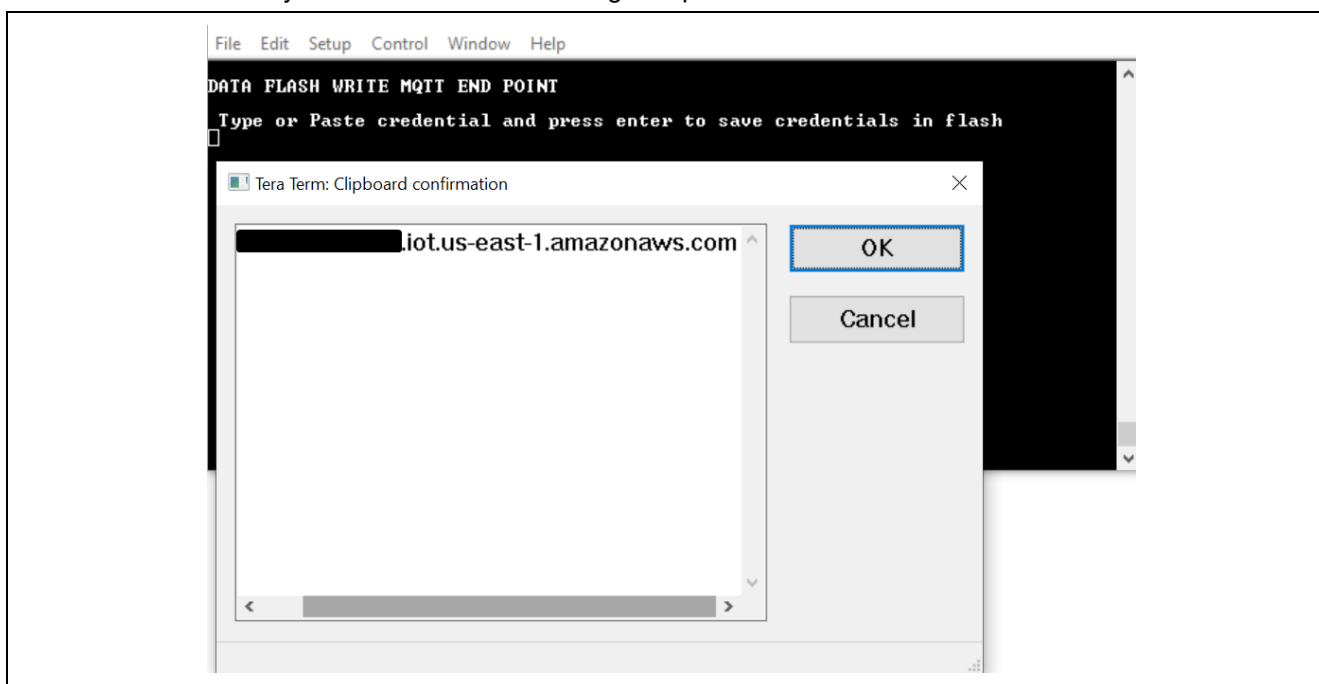 File Edit Setup Control Window Help
DATA FLASH WRITE MQTT END POINT
Type or Paste credential and press enter to save credentials in flash
Tera Term: Clipboard confirmation
.iot.us-east-1.amazonaws.com
OK
Cancel